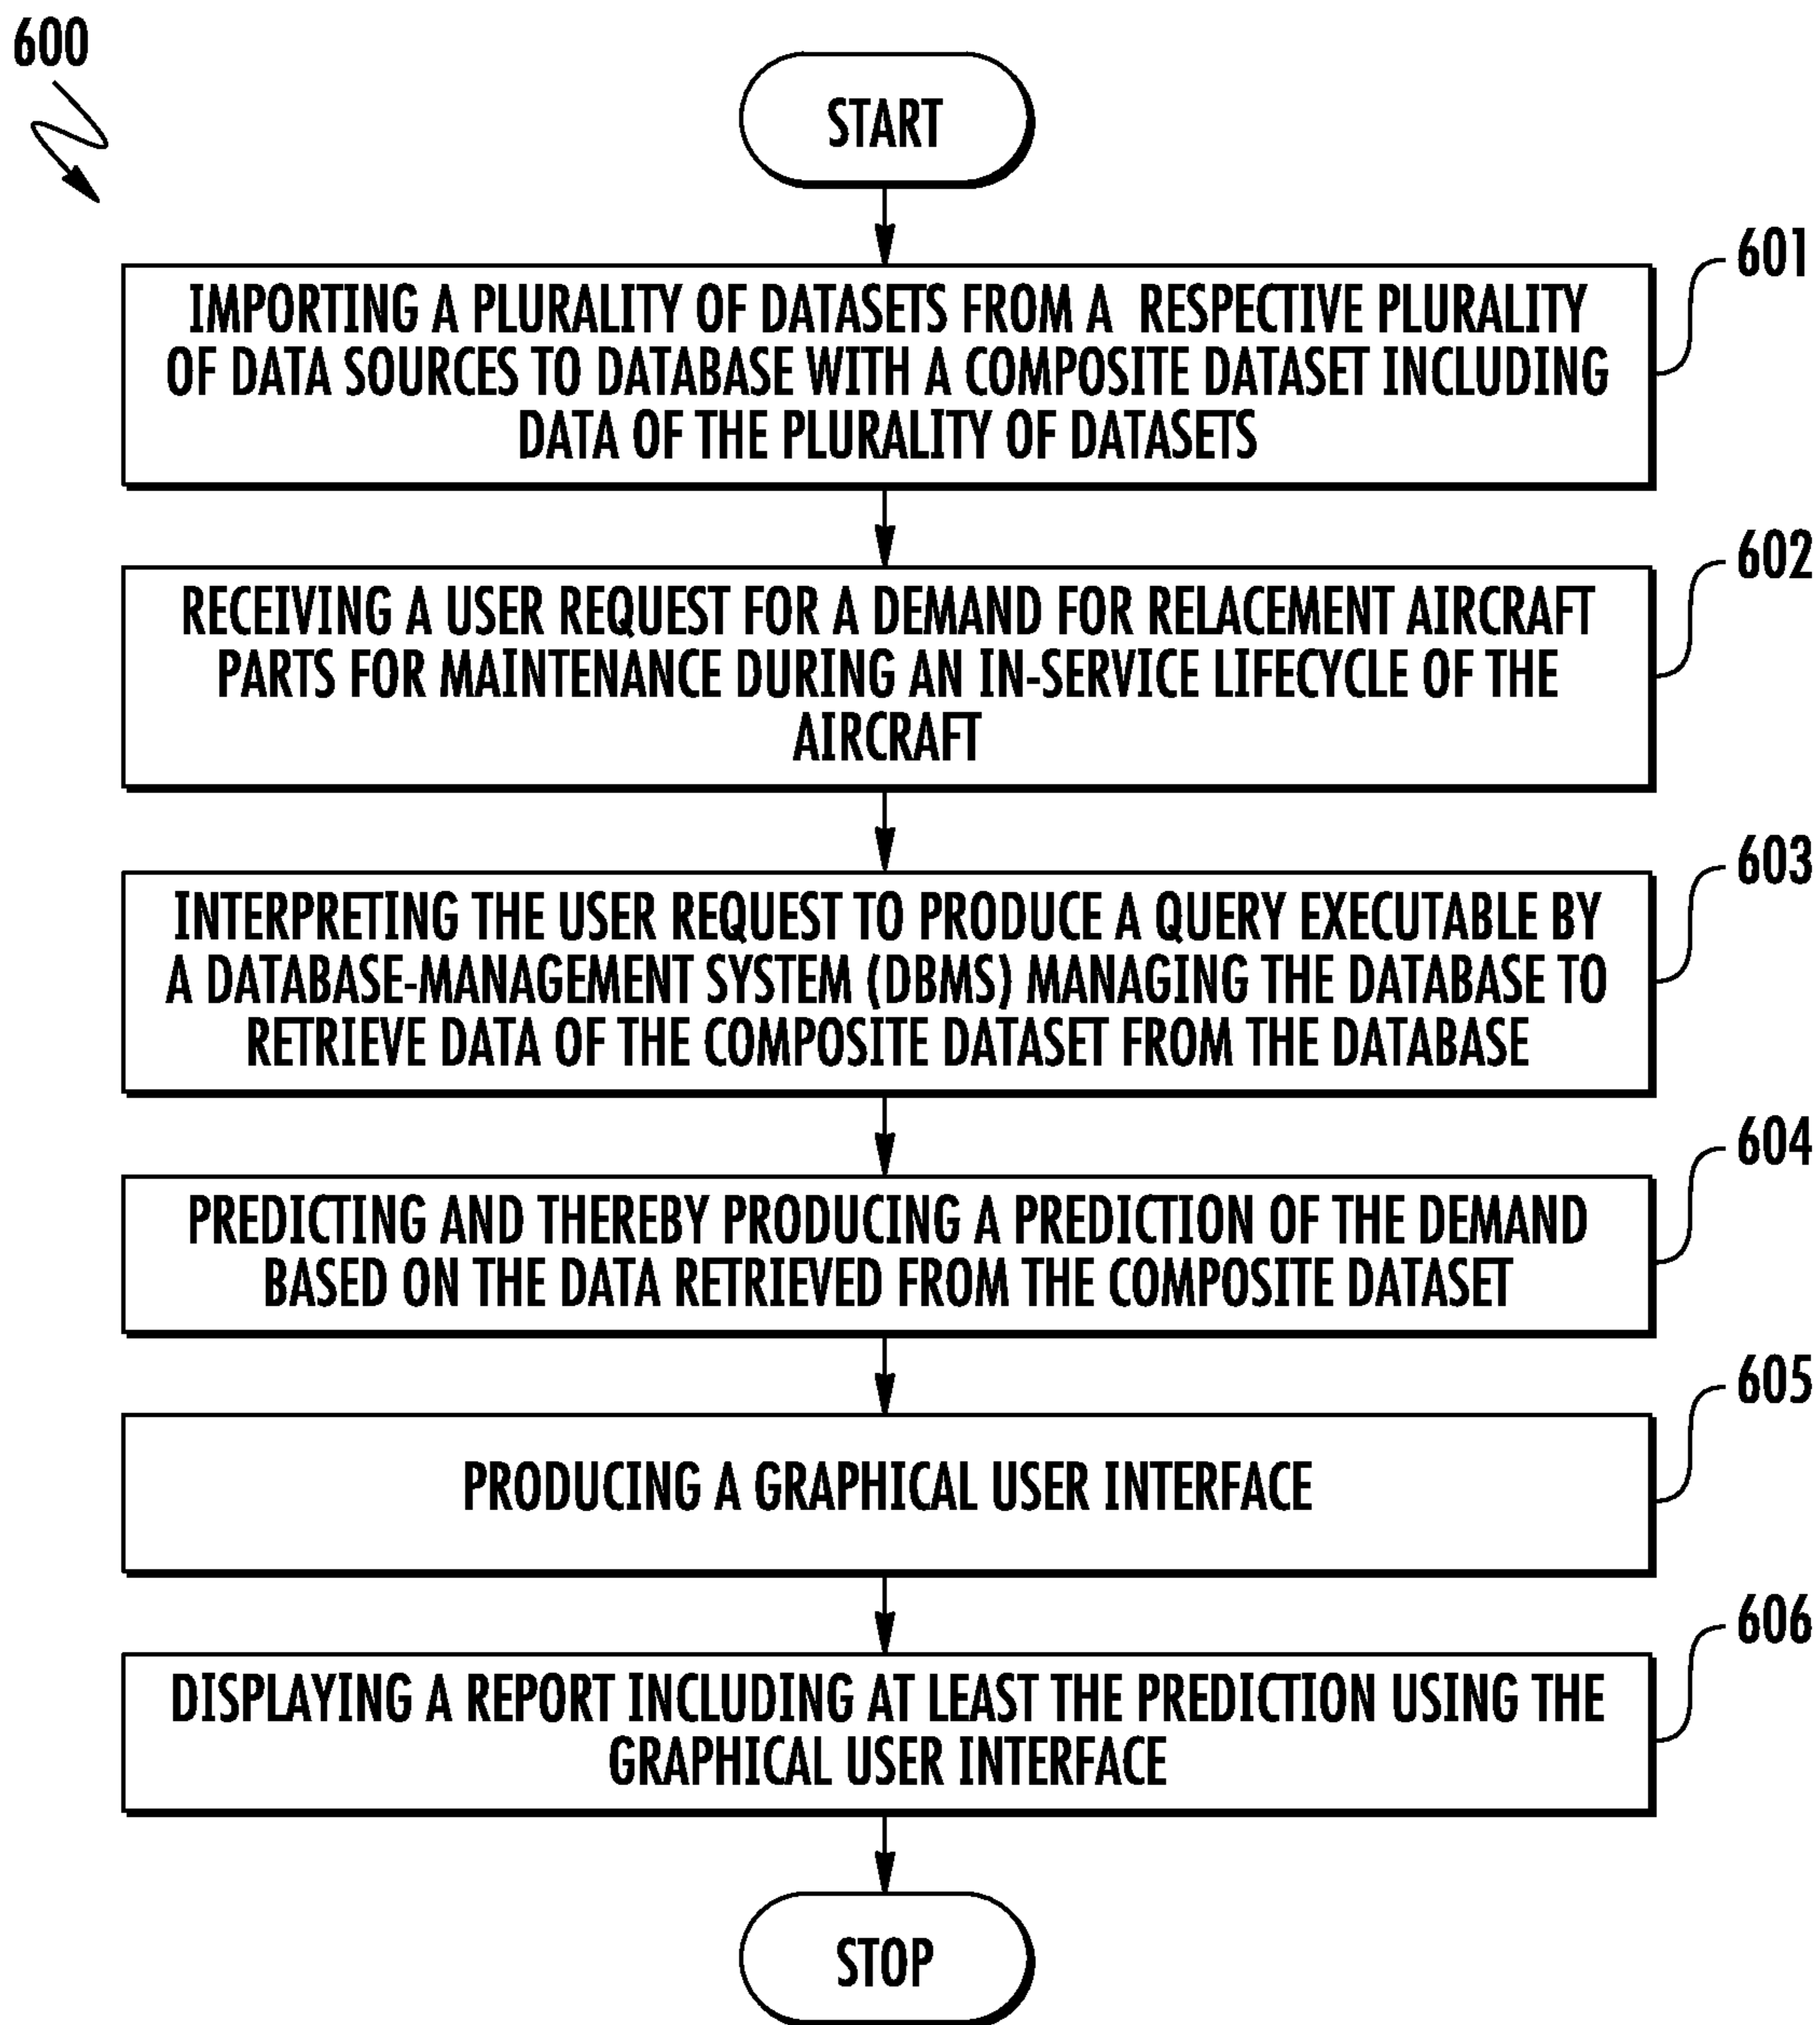 600
START
601
IMPORTING A PLURALITY OF DATASETS FROM A RESPECTIVE PLURALITY
OF DATA SOURCES TO DATABASE WITH A COMPOSITE DATASET INCLUDING
DATA OF THE PLURALITY OF DATASETS
602
RECEIVING A USER REQUEST FOR A DEMAND FOR RELACEMENT AIRCRAFT
PARTS FOR MAINTENANCE DURING AN IN-SERVICE LIFECYCLE OF THE
AIRCRAFT
603
INTERPRETING THE USER REQUEST TO PRODUCE A QUERY EXECUTABLE BY
A DATABASE-MANAGEMENT SYSTEM (DBMS) MANAGING THE DATABASE TO
RETRIEVE DATA OF THE COMPOSITE DATASET FROM THE DATABASE
604
PREDICTING AND THEREBY PRODUCING A PREDICTION OF THE DEMAND
BASED ON THE DATA RETRIEVED FROM THE COMPOSITE DATASET
605
PRODUCING A GRAPHICAL USER INTERFACE
606
DISPLAYING A REPORT INCLUDING AT LEAST THE PREDICTION USING THE
GRAPHICAL USER INTERFACE
STOP